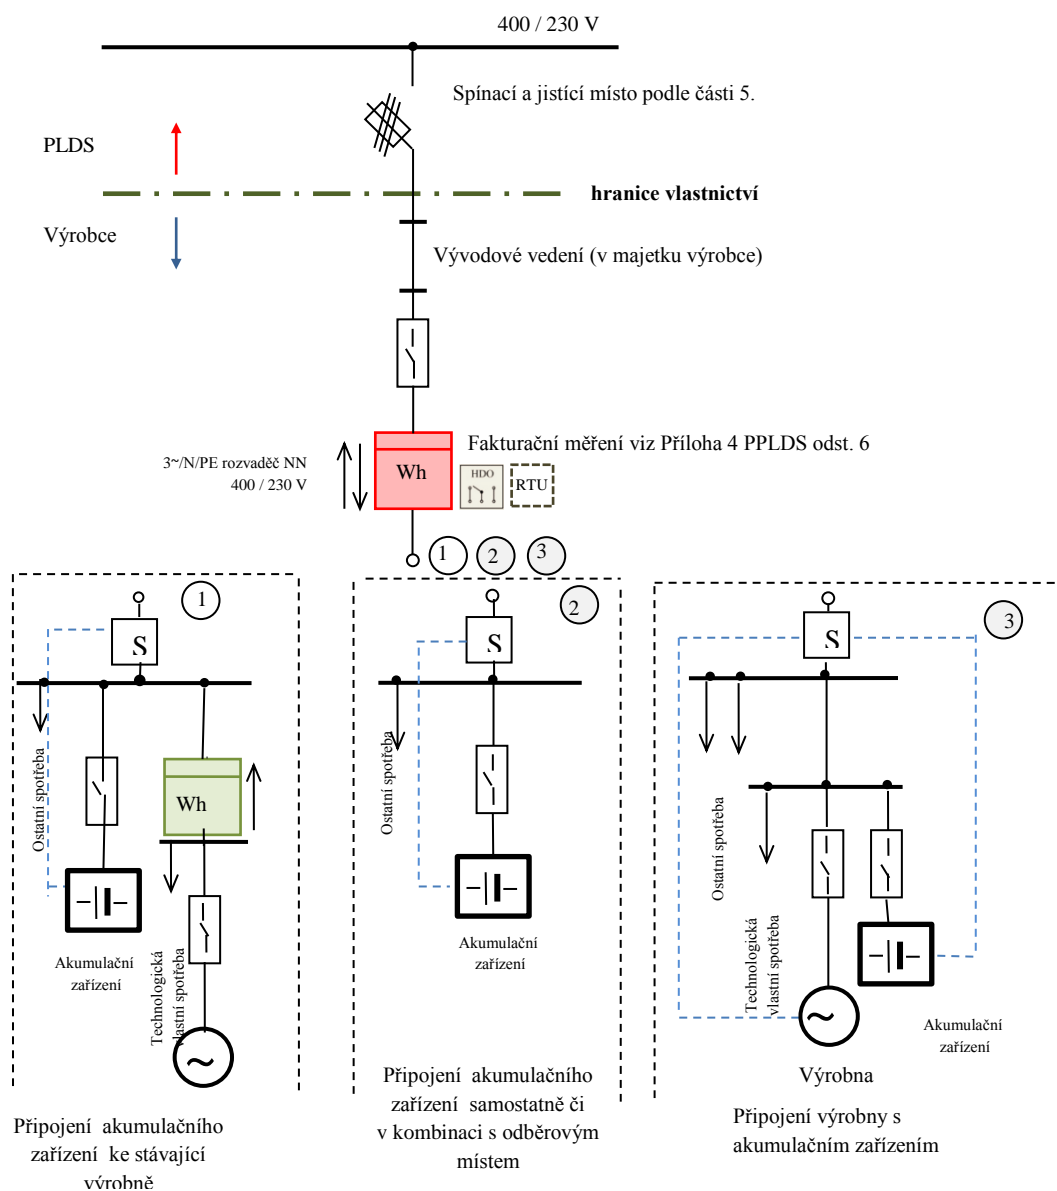 400 / 230 V
Spínací a jistící místo podle části 5.
PLDS
hranice vlastnictví
Výrobce
Vývodové vedení (v majetku výrobce)
Fakturační měření viz Příloha 4 PPLDS odst. 6
3~/N/PE rozvaděč NN
400 / 230 V
Wh
HDO
RTU
1
2
3
1
S
Ostatní spotřeba
Wh
Akumulační
zařízení
Technologická
vlastní spotřeba
~
Připojení akumulačního
zařízení ke stávající
výrobně
2
S
Ostatní spotřeba
Akumulační
zařízení
Připojení akumulačního
zařízení samostatně či
v kombinaci s odběrovým
místem
3
S
Ostatní spotřeba
Technologická
vlastní spotřeba
~
Akumulační
zařízení
Výrobna
Připojení výrobny s
akumulačním zařízením